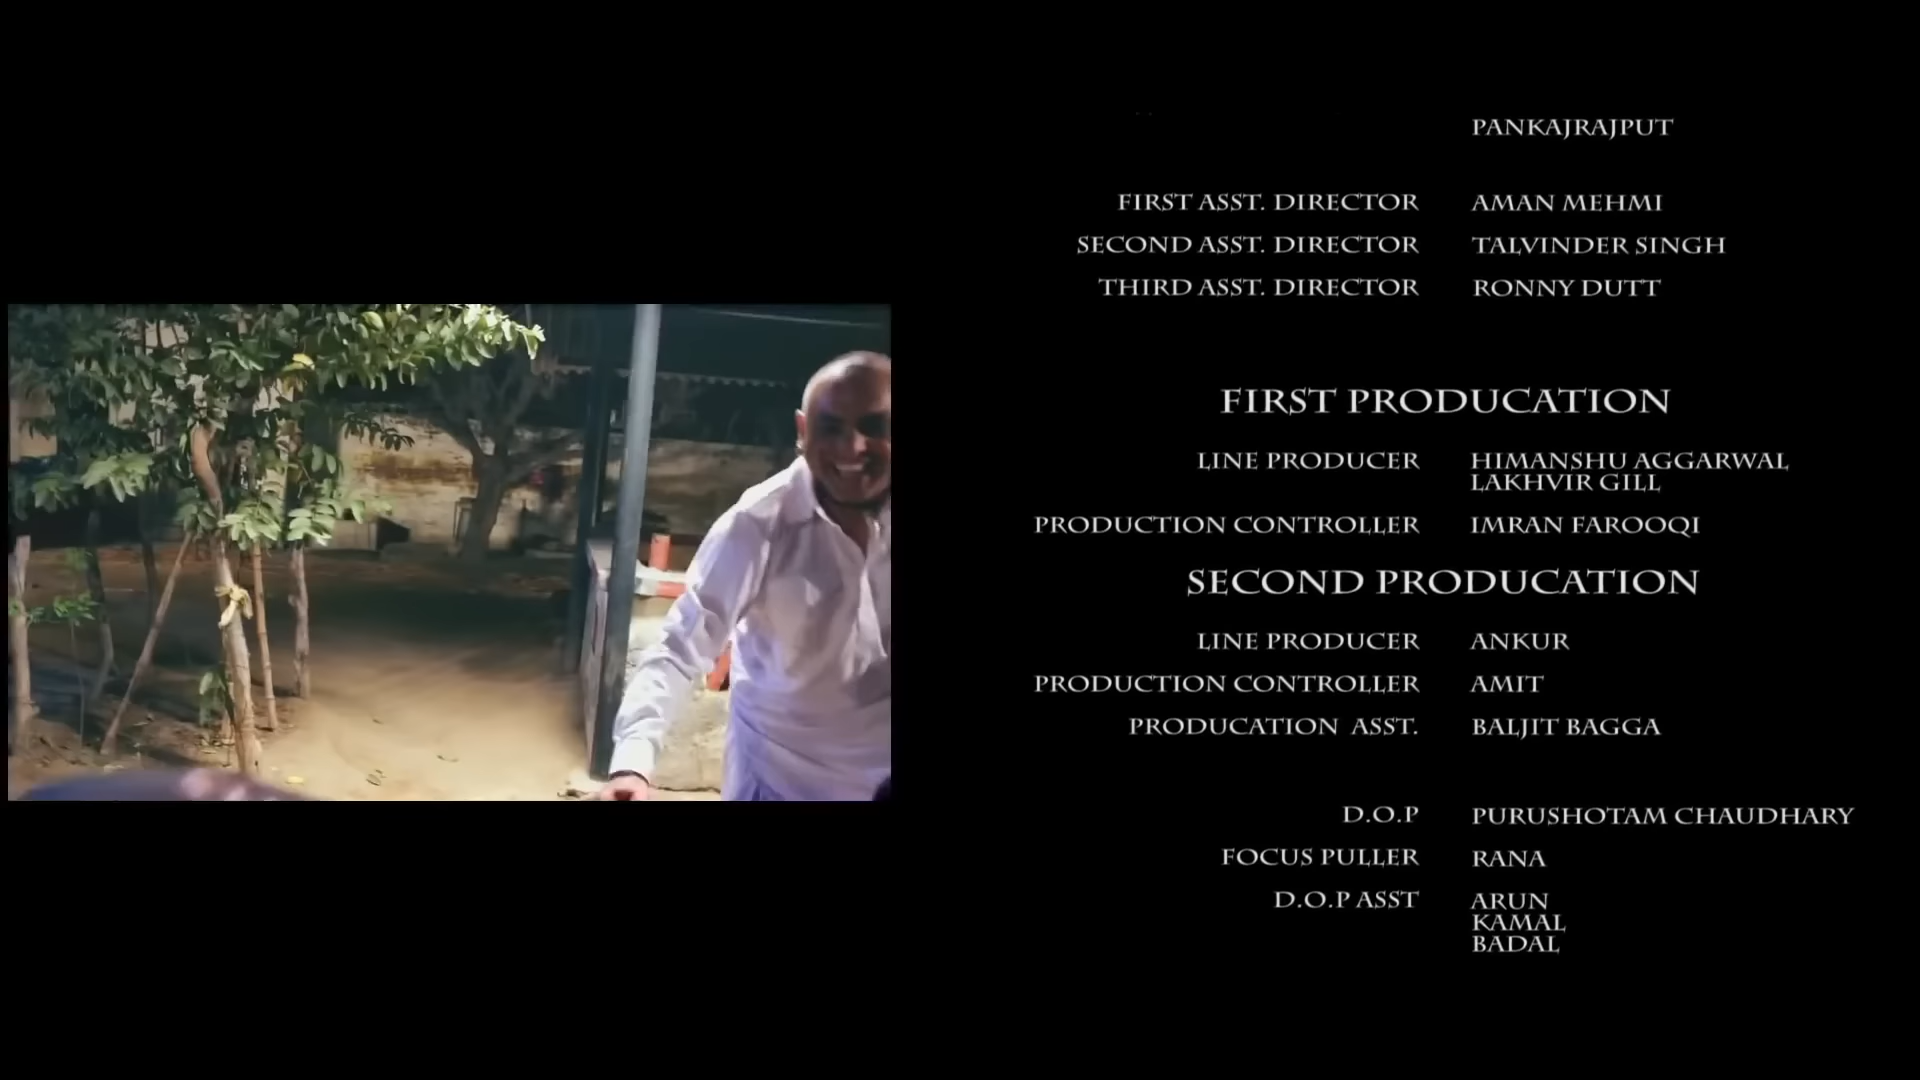 PANKAJRAJPUT
FIRST ASST. DIRECTOR AMAN MEHMI
SECOND ASST. DIRECTOR TALVINDER SINGH
THIRD ASST. DIRECTOR RONNY DUTT
FIRST PRODUCATION
LINE PRODUCER HIMANSHU AGGARWAL
LAKHVIR GILL
PRODUCTION CONTROLLER IMRAN FAROOQI
SECOND PRODUCATION
LINE PRODUCER ANKUR
PRODUCTION CONTROLLER AMIT
PRODUCATION ASST. BALJIT BAGGA
D.O.P PURUSHOTAM CHAUDHARY
FOCUS PULLER RANA
D.O.P ASST ARUN
KAMAL
BADAL